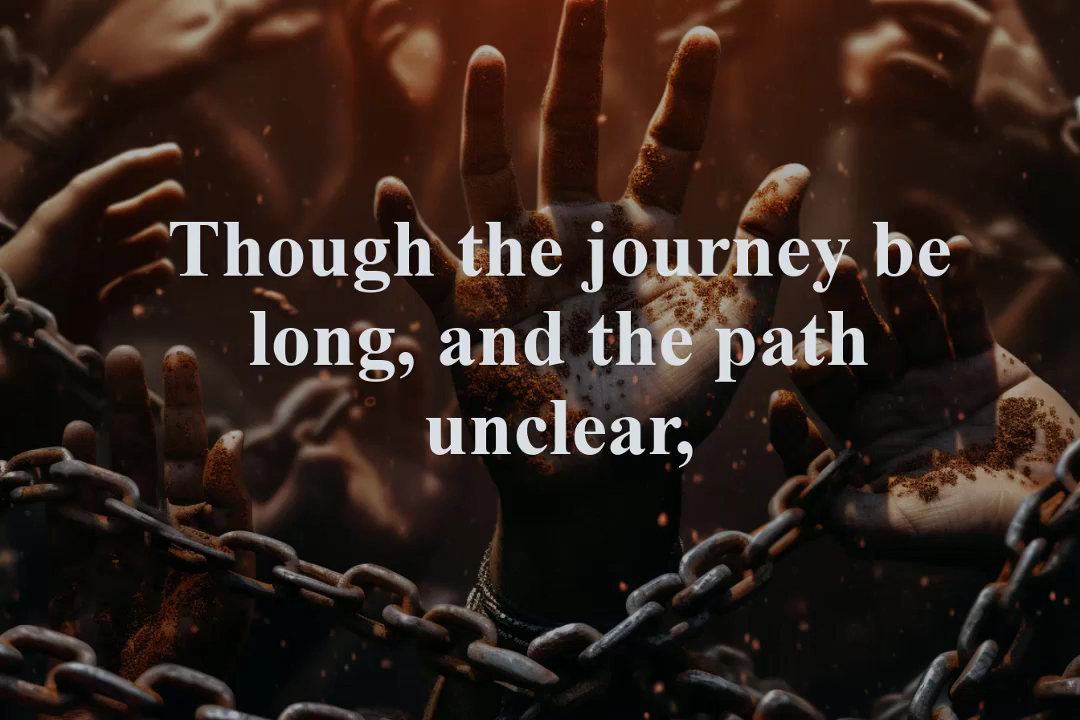 Though the journey be
long, and the path
unclear,